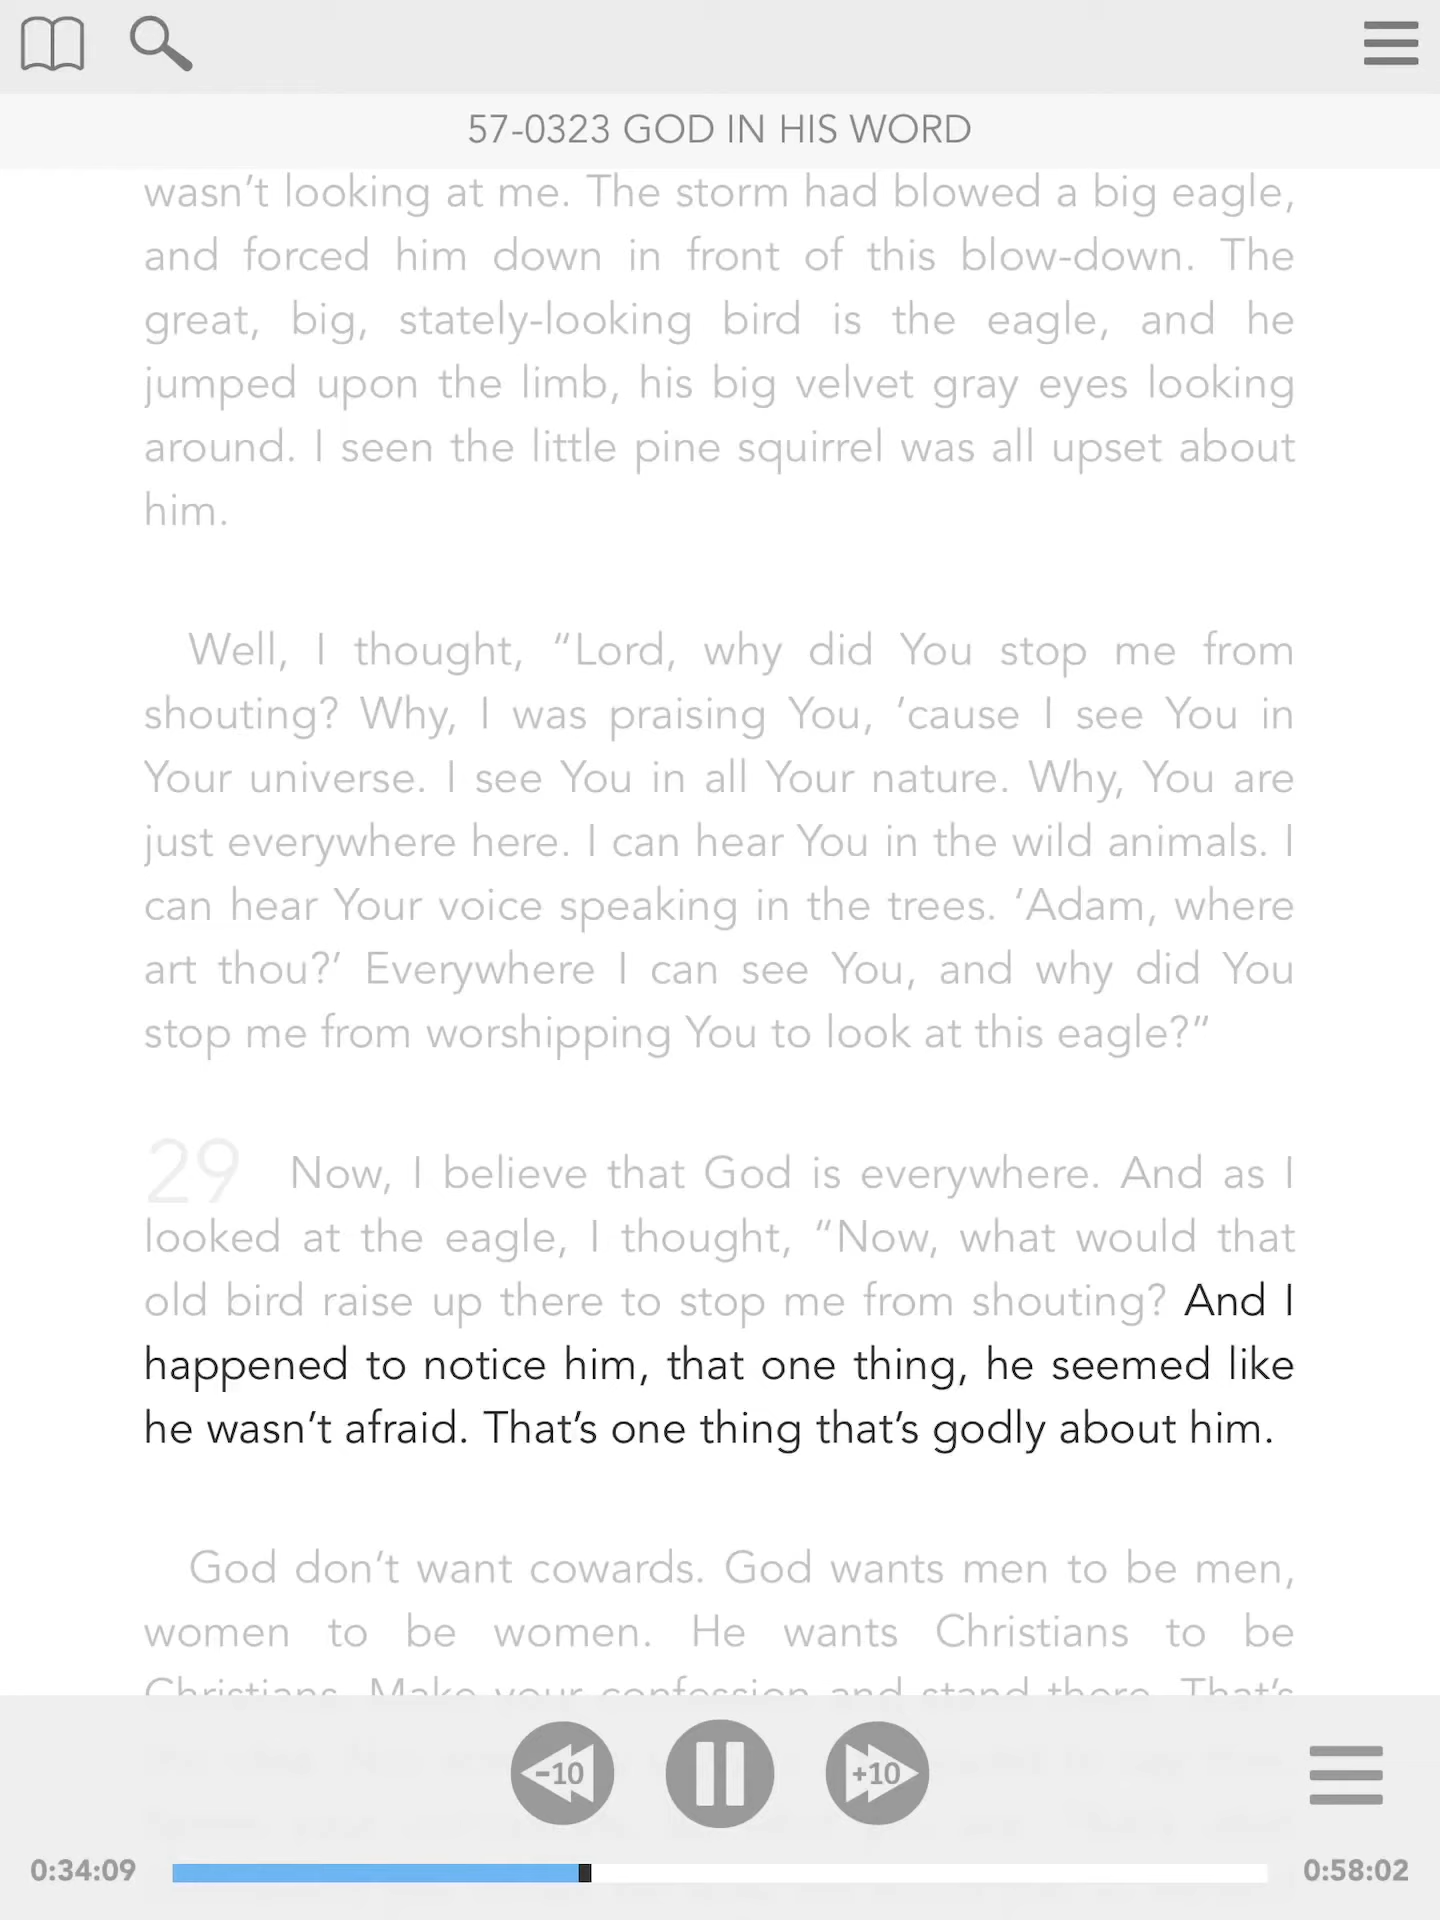 57-0323 GOD IN HIS WORD
wasn’t looking at me. The storm had blowed a big eagle,
and forced him down in front of this blow-down. The
great, big, stately-looking bird is the eagle, and he
jumped upon the limb, his big velvet gray eyes looking
around. I seen the little pine squirrel was all upset about
him.
Well, I thought, “Lord, why did You stop me from
shouting? Why, I was praising You, ’cause I see You in
Your universe. I see You in all Your nature. Why, You are
just everywhere here. I can hear You in the wild animals. I
can hear Your voice speaking in the trees. ‘Adam, where
art thou?’ Everywhere I can see You, and why did You
stop me from worshipping You to look at this eagle?”
29 Now, I believe that God is everywhere. And as I
looked at the eagle, I thought, “Now, what would that
old bird raise up there to stop me from shouting? And I
happened to notice him, that one thing, he seemed like
he wasn’t afraid. That’s one thing that’s godly about him.
God don’t want cowards. God wants men to be men,
women to be women. He wants Christians to be
Christians. Make your confession and stand there. That’s
-10 +10
0:34:09 0:58:02